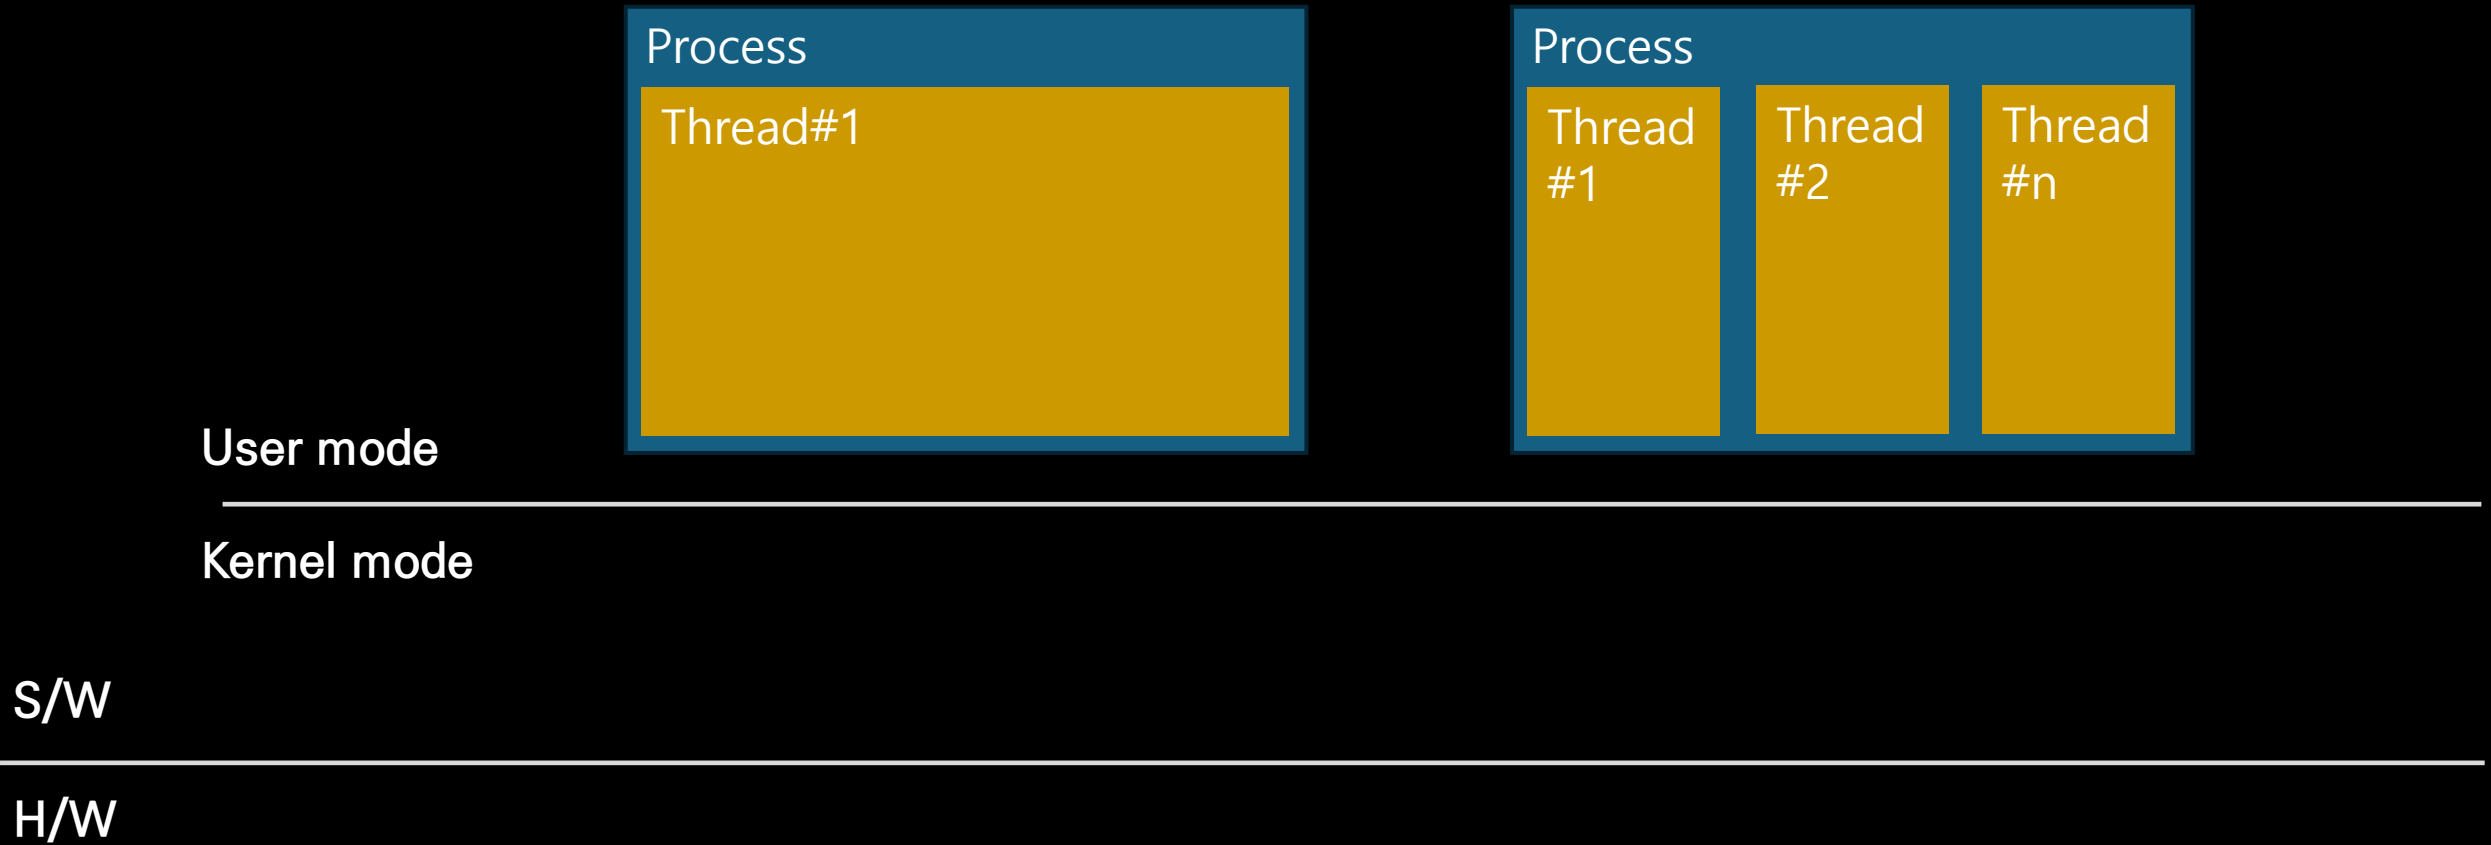 Process
Thread#1
Process
Thread
#1
Thread
#2
Thread
#n
User mode
Kernel mode
S/W
H/W